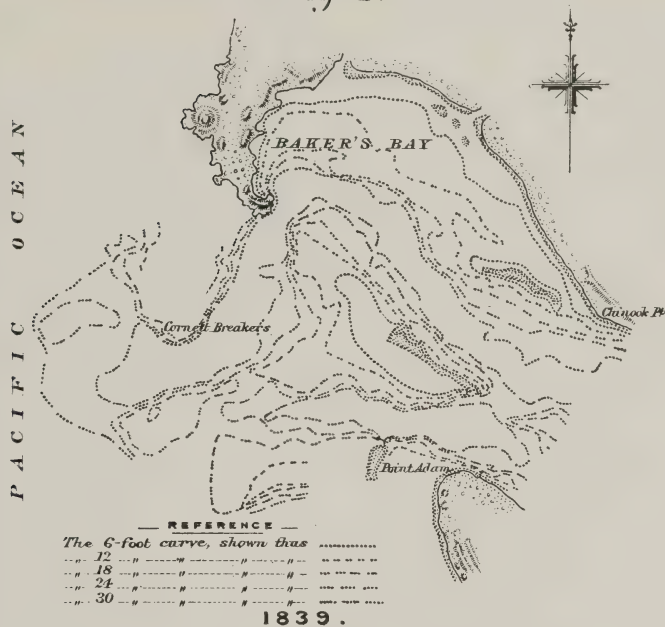 BAKER'S BAY
PACIFIC OCEAN
Cornett Breakers
Chinook Pt
Point Adam
REFERENCE
The 6-foot curve, shown thus
-„- 12 -„- -„- -„- -„-
-„- 18 -„- -„- -„- -„-
-„- 24 -„- -„- -„- -„-
-„- 30 -„- -„- -„- -„-
1839.